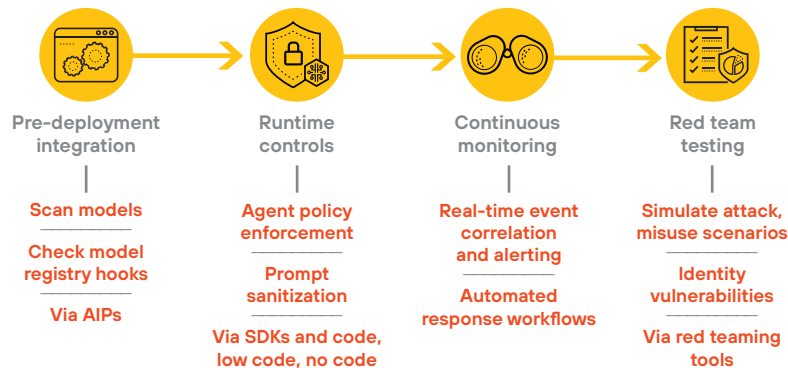 Pre-deployment
integration
Scan models
Check model
registry hooks
Via AIPs
Runtime
controls
Agent policy
enforcement
Prompt
sanitization
Via SDKs and code,
low code, no code
Continuous
monitoring
Real-time event
correlation
and alerting
Automated
response workflows
Red team
testing
Simulate attack,
misuse scenarios
Identity
vulnerabilities
Via red teaming
tools